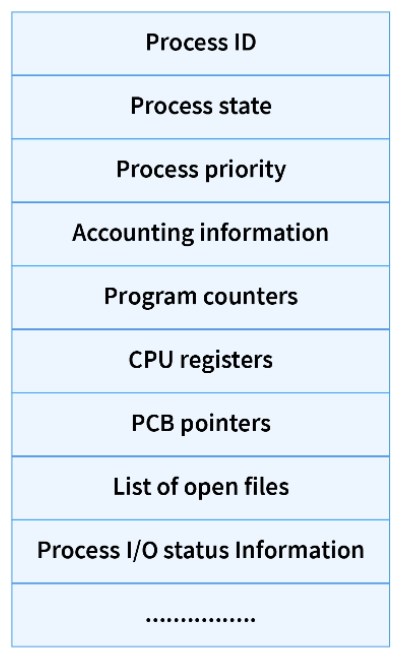 Process ID
Process state
Process priority
Accounting information
Program counters
CPU registers
PCB pointers
List of open files
Process I/O status Information
................